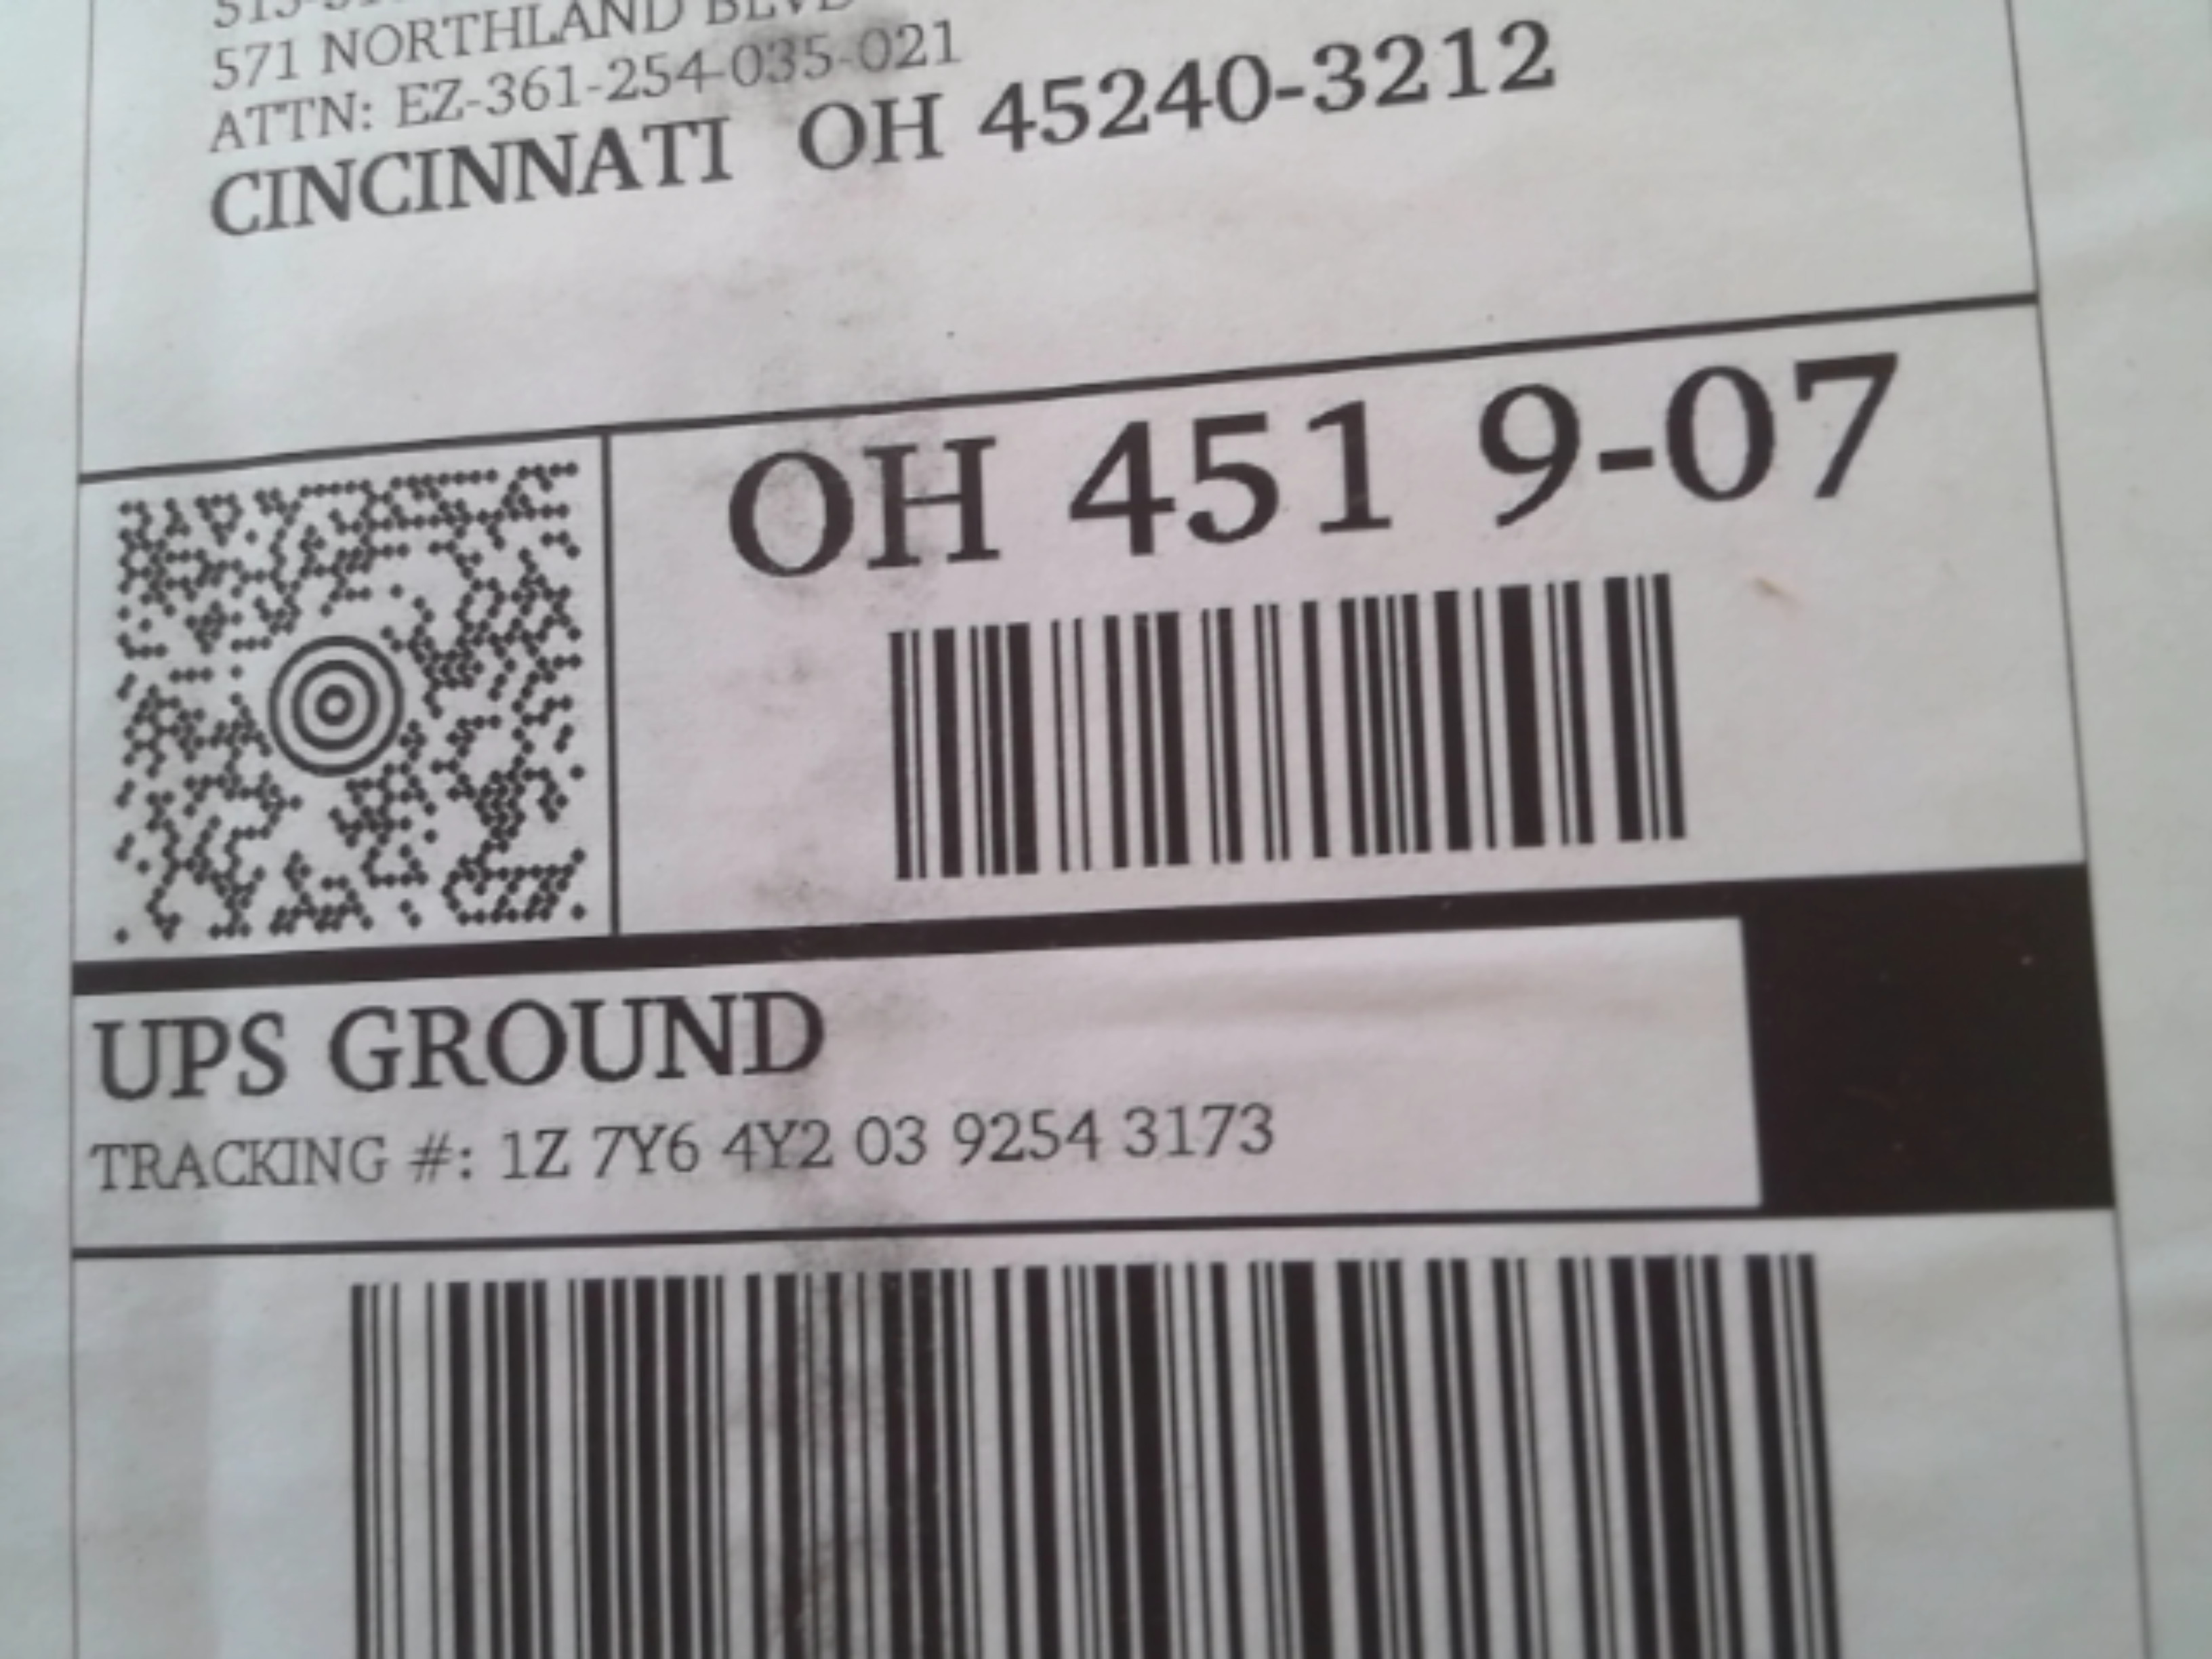 571 NORTHLAND BLVD
ATTN: EZ-361-254-035-021
CINCINNATI OH 45240-3212
OH 451 9-07
UPS GROUND
TRACKING #: 1Z 7Y6 4Y2 03 9254 3173